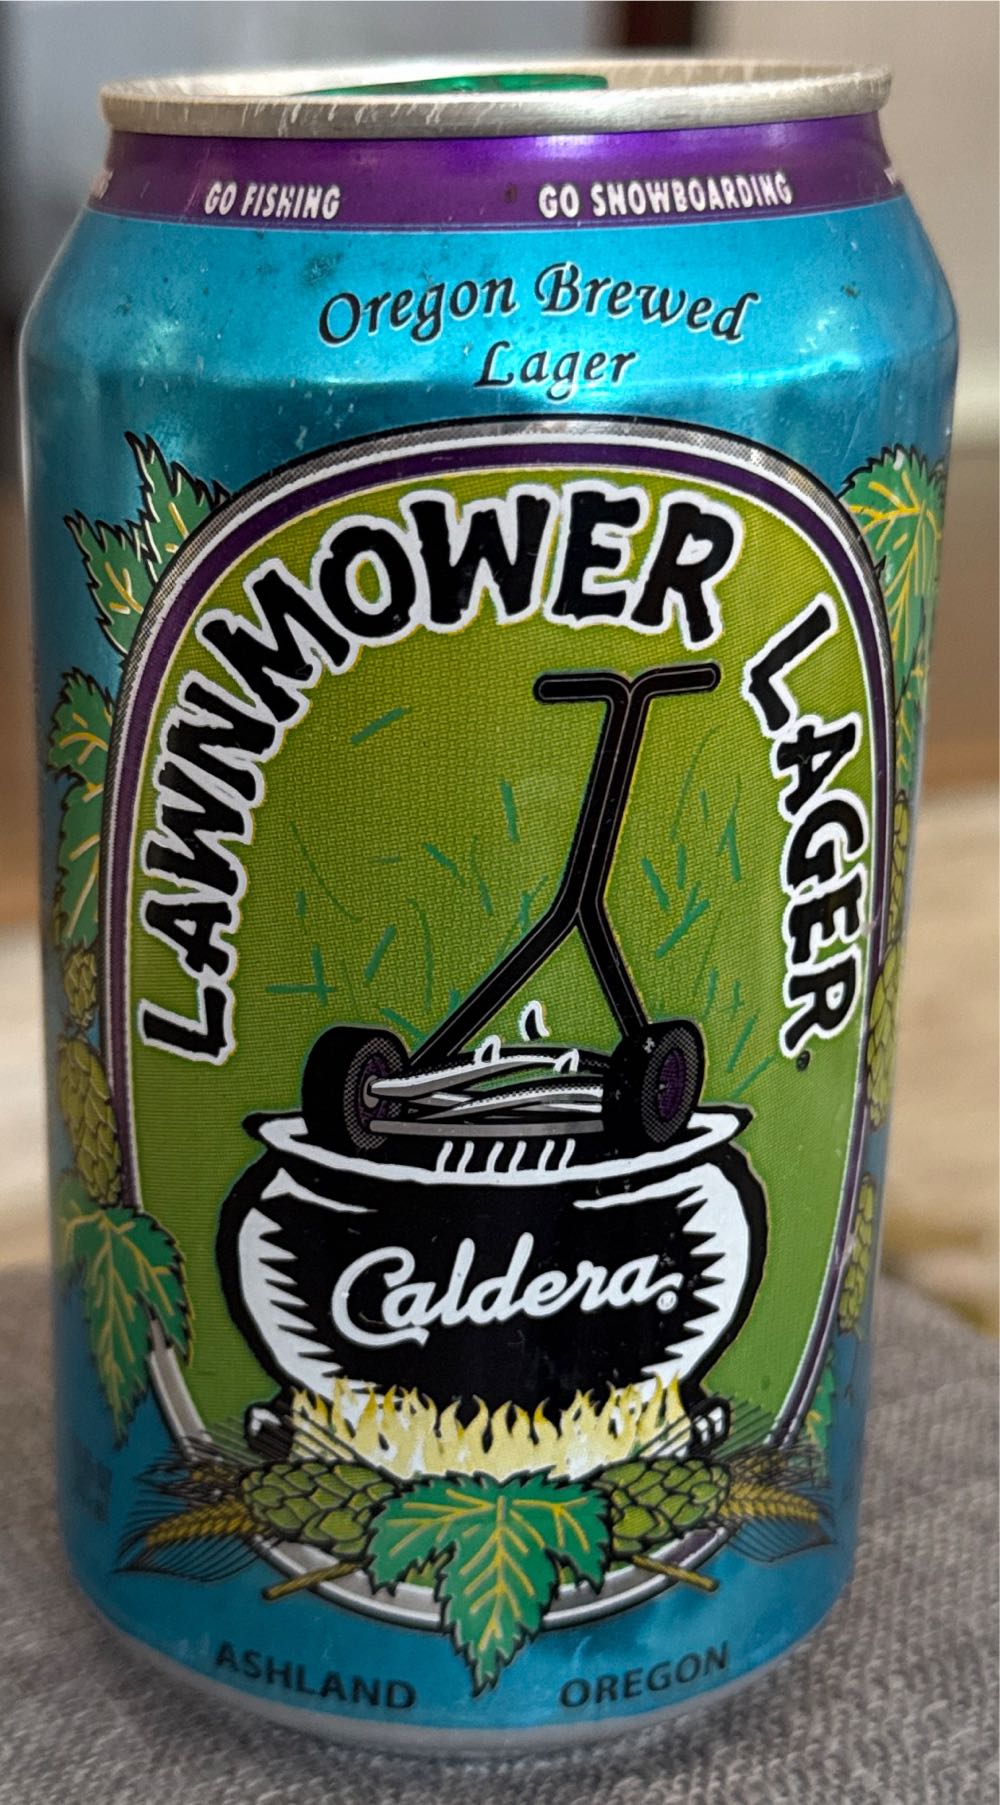 GO FISHING GO SNOWBOARDING
Oregon Brewed
Lager
LAWNMOWER LAGER
Caldera®
ASHLAND OREGON